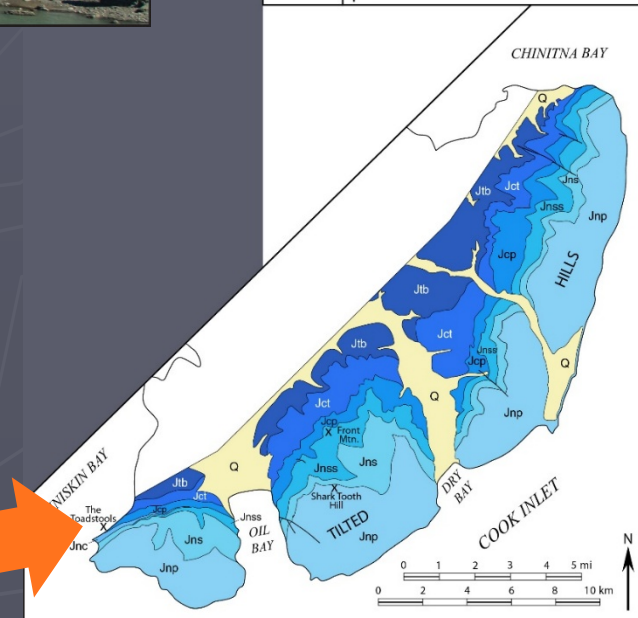 CHINITNA BAY
Q
Jns
Jtb
Jct
Jnss
Jnp
Jcp
HILLS
Jtb
Jct
Jnss
Jcp
Jtb
Q
Q
Jct
Jnp
Jcp
X Front
Mtn.
Jnss
Jns
DRY
BAY
Q
Jtb
Shark Tooth
Hill
NISKIN BAY
Jct
COOK INLET
The
Toadstools
Jcp
Jnss
OIL
BAY
TILTED
Jnc
Jns
Jnp
Jnp
N
0 1 2 3 4 5 mi
0 2 4 6 8 10 km